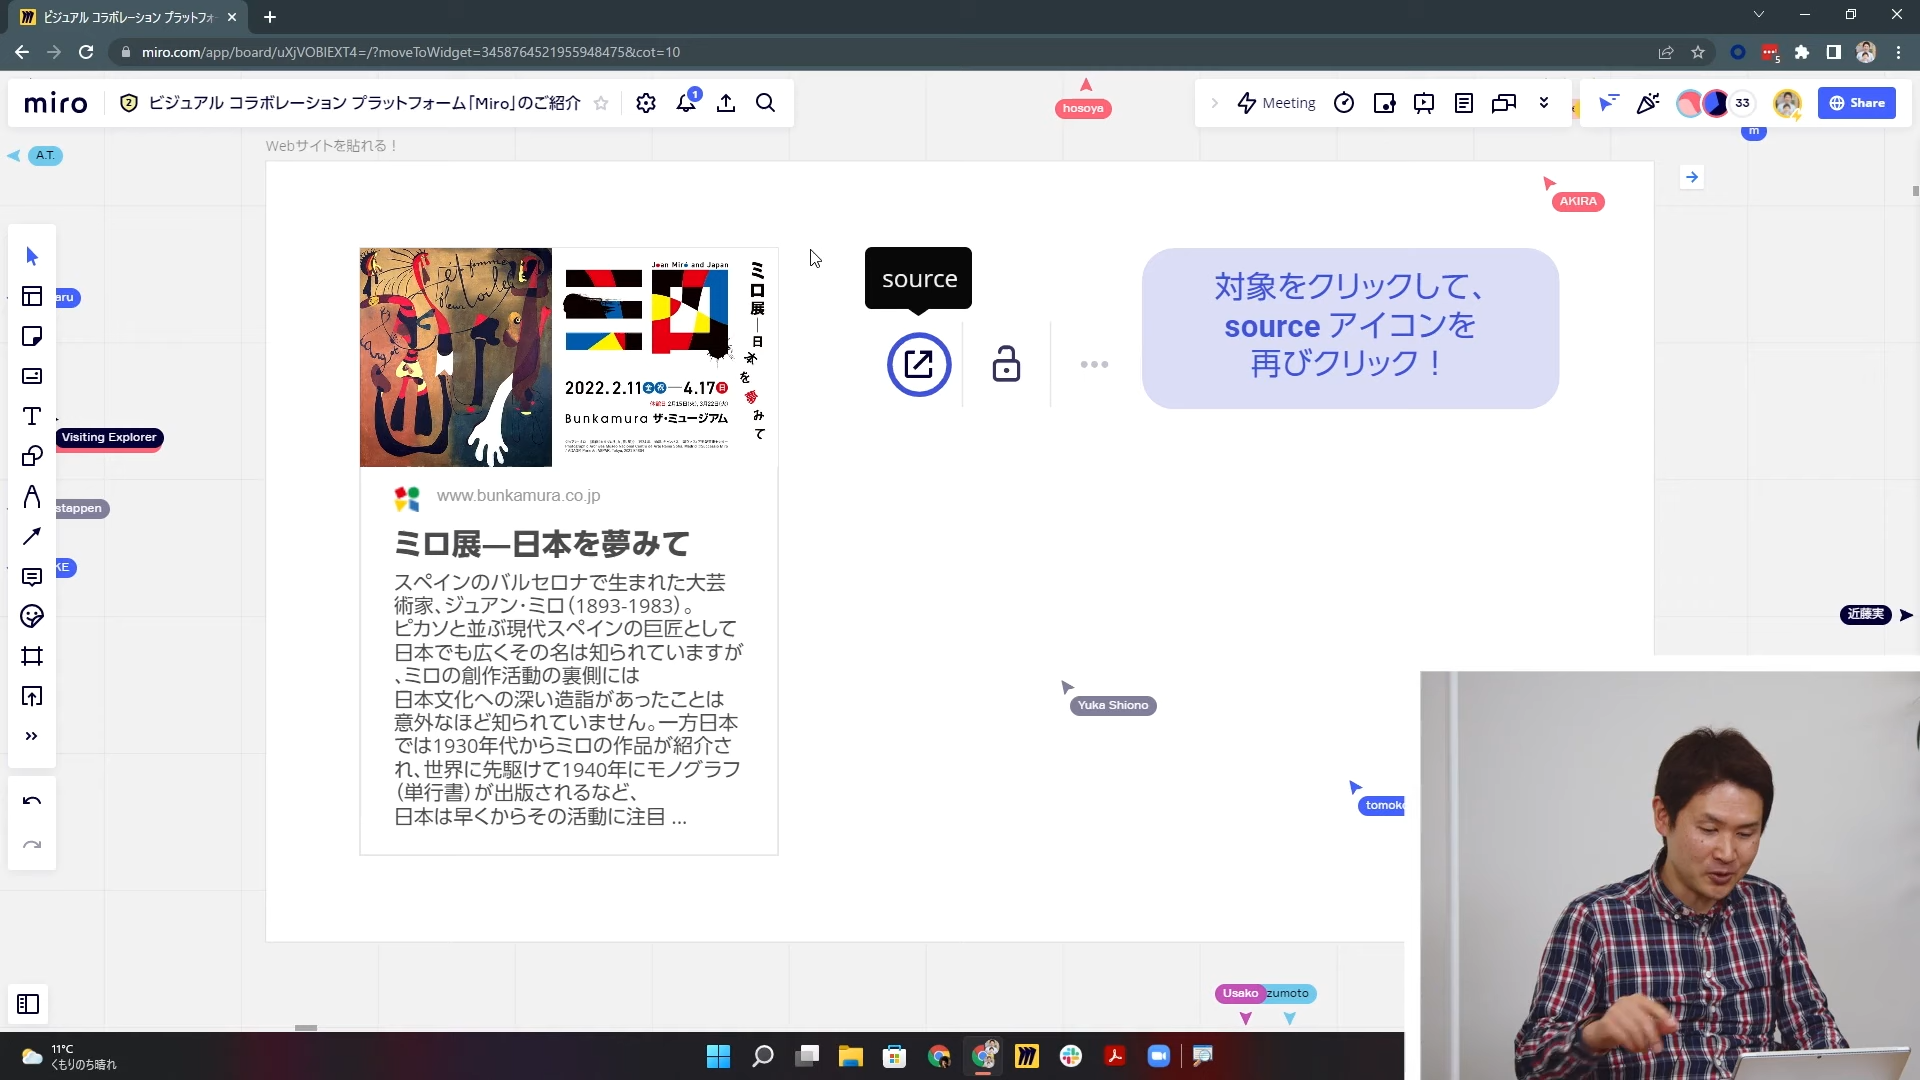 ビジュアル コラボレーション プラットフォ
miro.com/app/board/uXjVOBIEXT4=/?moveToWidget=3458764521955948475&cot=10
5
miro
2
ビジュアル コラボレーション プラットフォーム「Miro」のご紹介
1
hosoya
Meeting
33
Share
m
A.T.
Webサイトを貼れる！
AKIRA
aru
Visiting Explorer
stappen
KE
Joan Miró and Japan
ミロ展—日本を夢みて
2022.2.11 —4.17日
Bunkamura ザ・ミュージアム
www.bunkamura.co.jp
ミロ展—日本を夢みて
スペインのバルセロナで生まれた大芸
術家、ジュアン・ミロ（1893-1983）。
ピカソと並ぶ現代スペインの巨匠として
日本でも広くその名は知られていますが
、ミロの創作活動の裏側には
日本文化への深い造詣があったことは
意外なほど知られていません。一方日本
では1930年代からミロの作品が紹介さ
れ、世界に先駆けて1940年にモノグラフ
（単行書）が出版されるなど、
日本は早くからその活動に注目 ...
source
対象をクリックして、
source アイコンを
再びクリック！
近藤実
Yuka Shiono
tomoko
Usako
zumoto
11°C
くもりのち晴れ